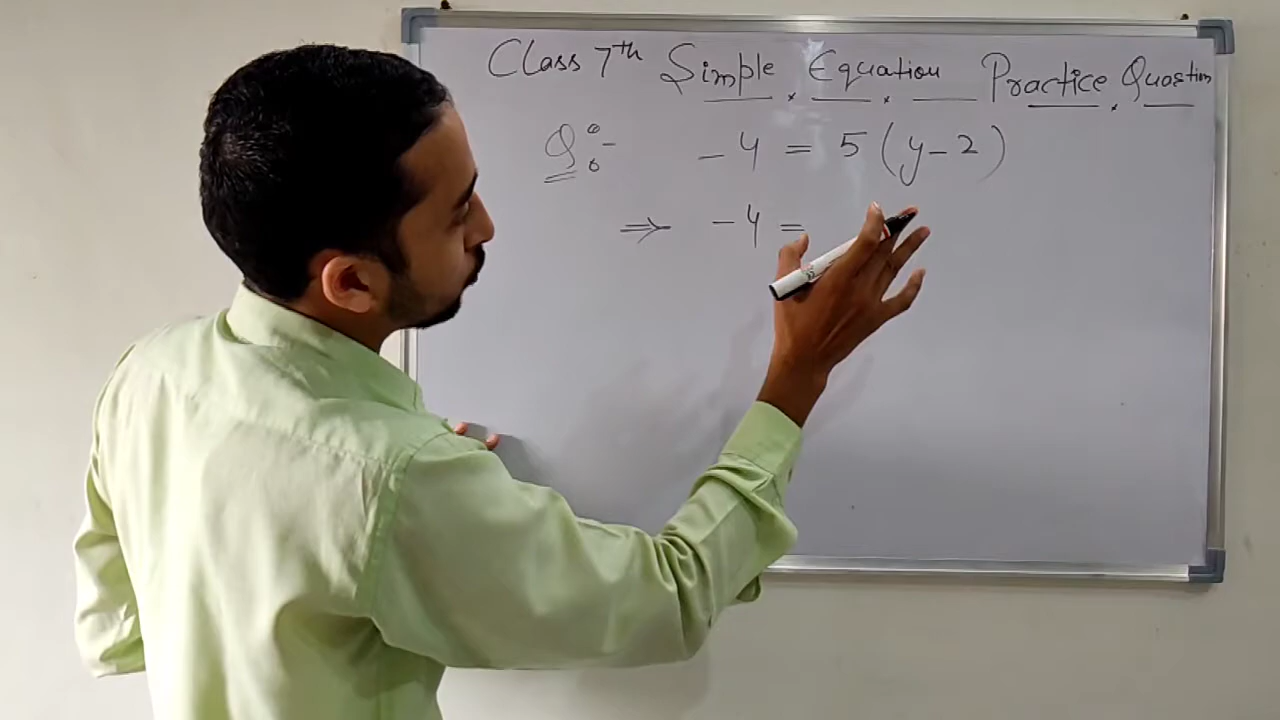 Class 7th Simple Equation Practice Question
Q:- -4 = 5(y-2)
⇒ -4 =